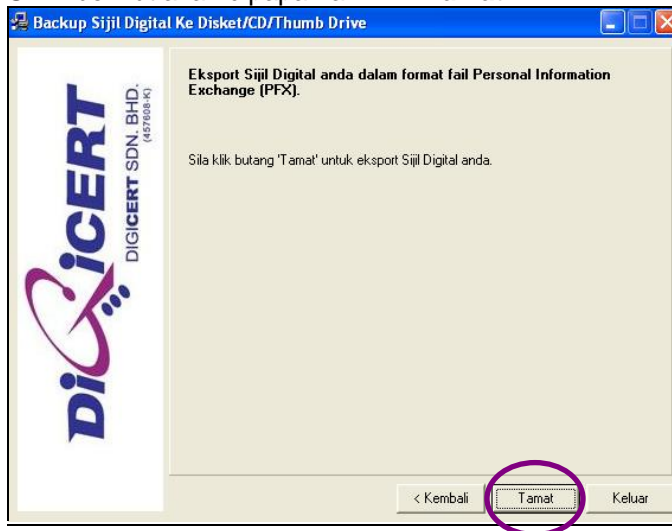 Backup Sijil Digital Ke Disket/CD/Thumb Drive
Eksport Sijil Digital anda dalam format fail Personal Information
Exchange (PFX).
Sila klik butang 'Tamat' untuk eksport Sijil Digital anda.
DIGICERT
DIGICERT SDN. BHD.
(457608-K)
< Kembali
Tamat
Keluar